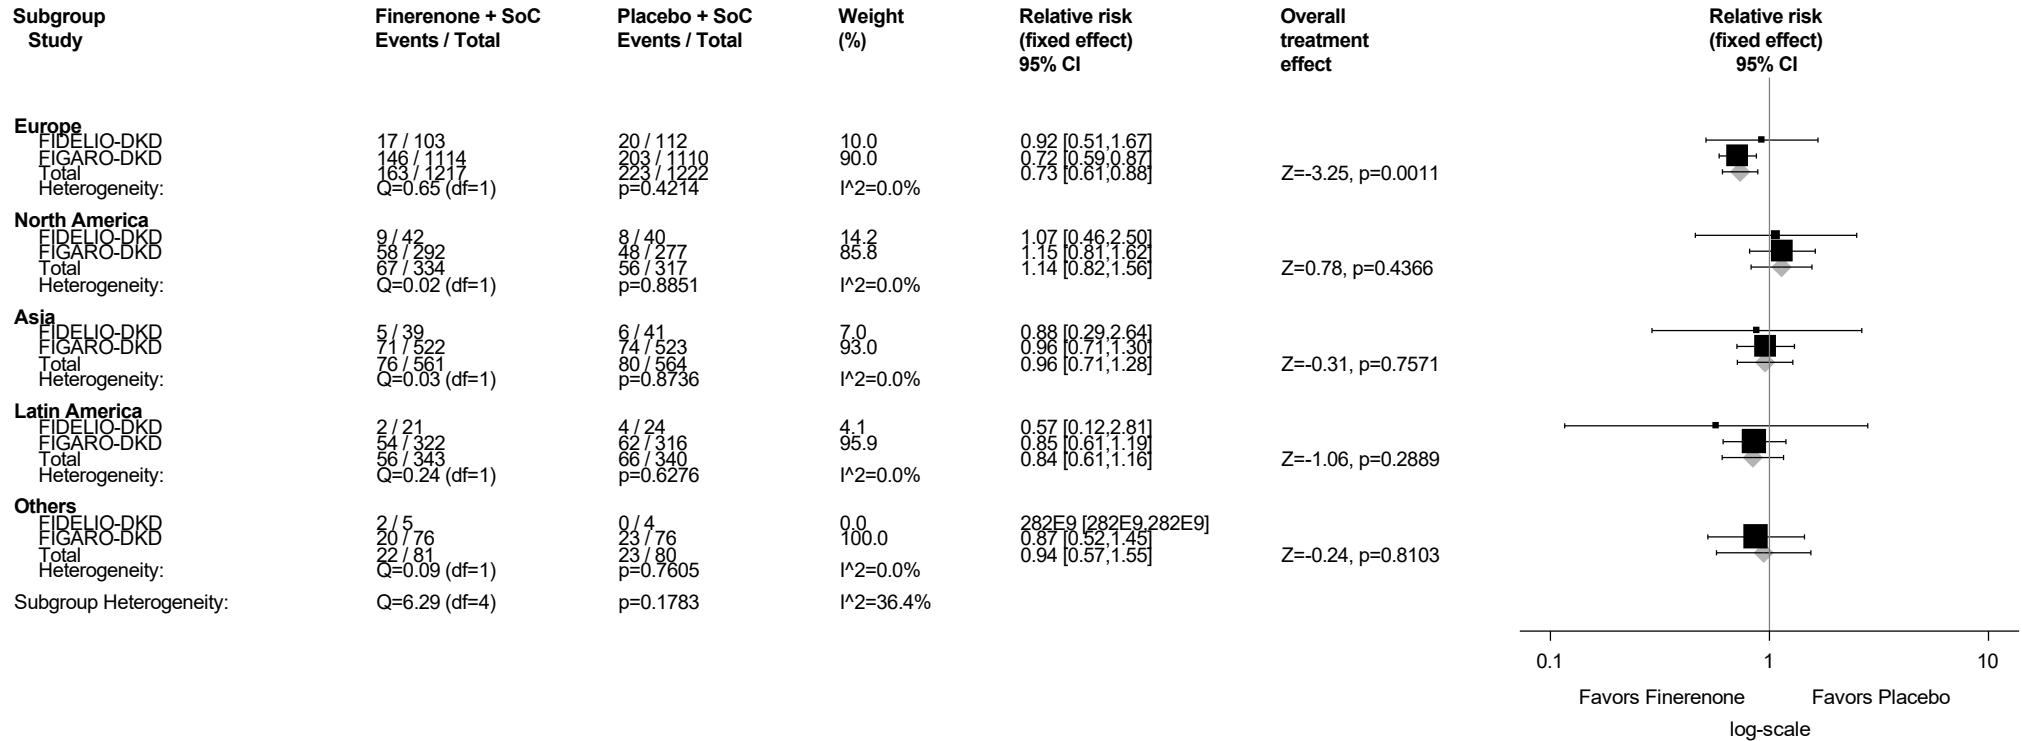 Subgroup Finerenone + SoC Placebo + SoC Weight Relative risk Overall Relative risk
Study Events / Total Events / Total (%) (fixed effect) treatment (fixed effect)
95% CI effect 95% CI
Europe
FIDELIO-DKD 17 / 103 20 / 112 10.0 0.92 [0.51,1.67]
FIGARO-DKD 146 / 1114 203 / 1110 90.0 0.72 [0.59,0.87]
Total 163 / 1217 223 / 1222 0.73 [0.61,0.88] Z=-3.25, p=0.0011
Heterogeneity: Q=0.65 (df=1) p=0.4214 I^2=0.0%
North America
FIDELIO-DKD 9 / 42 8 / 40 14.2 1.07 [0.46,2.50]
FIGARO-DKD 58 / 292 48 / 277 85.8 1.15 [0.81,1.62]
Total 67 / 334 56 / 317 1.14 [0.82,1.56] Z=0.78, p=0.4366
Heterogeneity: Q=0.02 (df=1) p=0.8851 I^2=0.0%
Asia
FIDELIO-DKD 5 / 39 6 / 41 7.0 0.88 [0.29,2.64]
FIGARO-DKD 71 / 522 74 / 523 93.0 0.96 [0.71,1.30]
Total 76 / 561 80 / 564 0.96 [0.71,1.28] Z=-0.31, p=0.7571
Heterogeneity: Q=0.03 (df=1) p=0.8736 I^2=0.0%
Latin America
FIDELIO-DKD 2 / 21 4 / 24 4.1 0.57 [0.12,2.81]
FIGARO-DKD 54 / 322 62 / 316 95.9 0.85 [0.61,1.19]
Total 56 / 343 66 / 340 0.84 [0.61,1.16] Z=-1.06, p=0.2889
Heterogeneity: Q=0.24 (df=1) p=0.6276 I^2=0.0%
Others
FIDELIO-DKD 2 / 5 0 / 4 0.0 282E9 [282E9,282E9]
FIGARO-DKD 20 / 76 23 / 76 100.0 0.87 [0.52,1.45]
Total 22 / 81 23 / 80 0.94 [0.57,1.55] Z=-0.24, p=0.8103
Heterogeneity: Q=0.09 (df=1) p=0.7605 I^2=0.0%
Subgroup Heterogeneity: Q=6.29 (df=4) p=0.1783 I^2=36.4%
0.1 1 10
Favors Finerenone Favors Placebo
log-scale